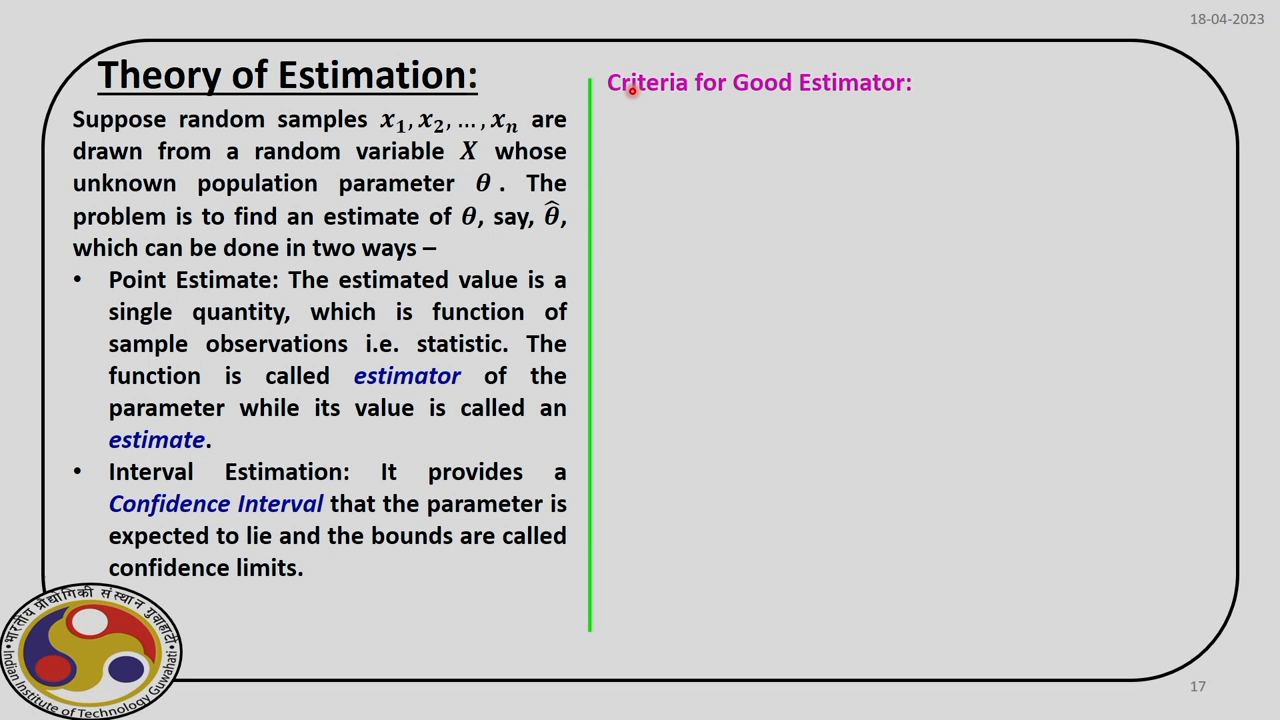 18-04-2023
Theory of Estimation:
Suppose random samples x₁, x₂, …, xₙ are
drawn from a random variable X whose
unknown population parameter θ . The
problem is to find an estimate of θ, say, θ̂,
which can be done in two ways –
• Point Estimate: The estimated value is a
single quantity, which is function of
sample observations i.e. statistic. The
function is called estimator of the
parameter while its value is called an
estimate.
• Interval Estimation: It provides a
Confidence Interval that the parameter is
expected to lie and the bounds are called
confidence limits.
Criteria for Good Estimator:
भारतीय प्रौद्योगिकी संस्थान गुवाहाटी
Indian Institute of Technology Guwahati
17